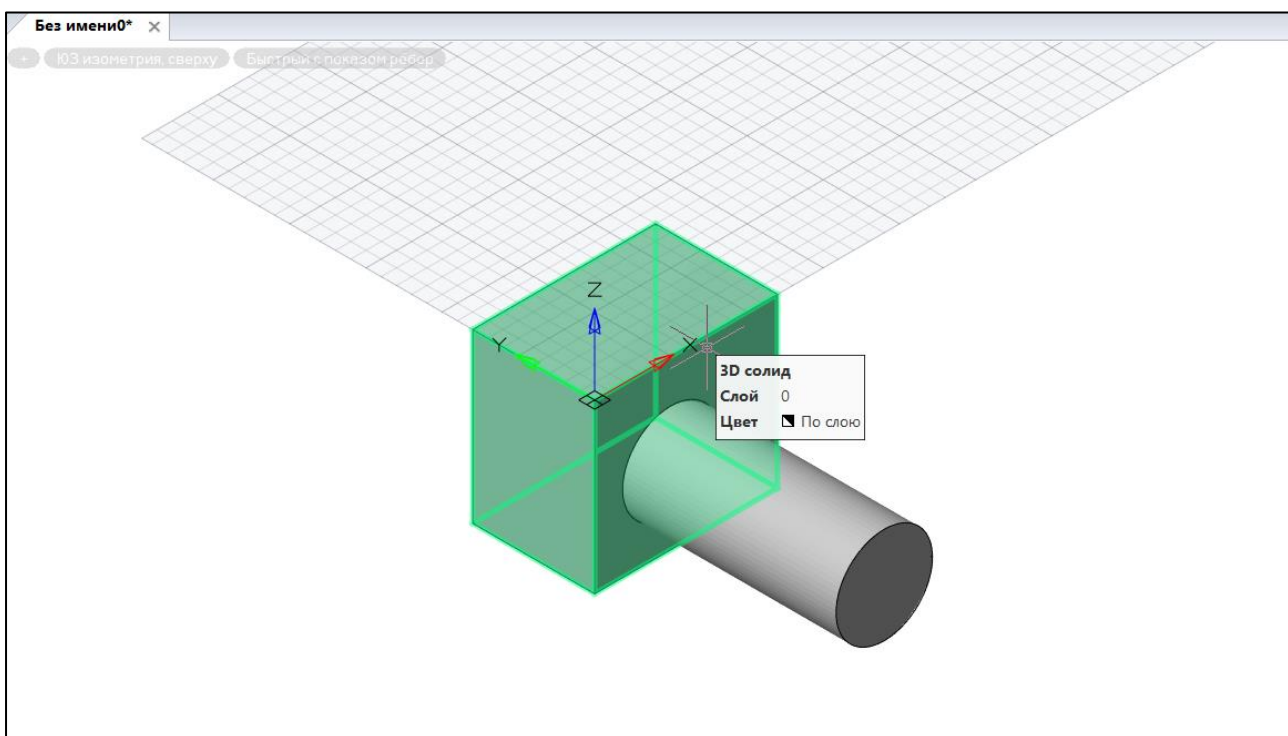 Без имени0*
+ ЮЗ изометрия, сверху Быстрый с показом ребер
Z
Y
X
3D солид
Слой 0
Цвет По слою